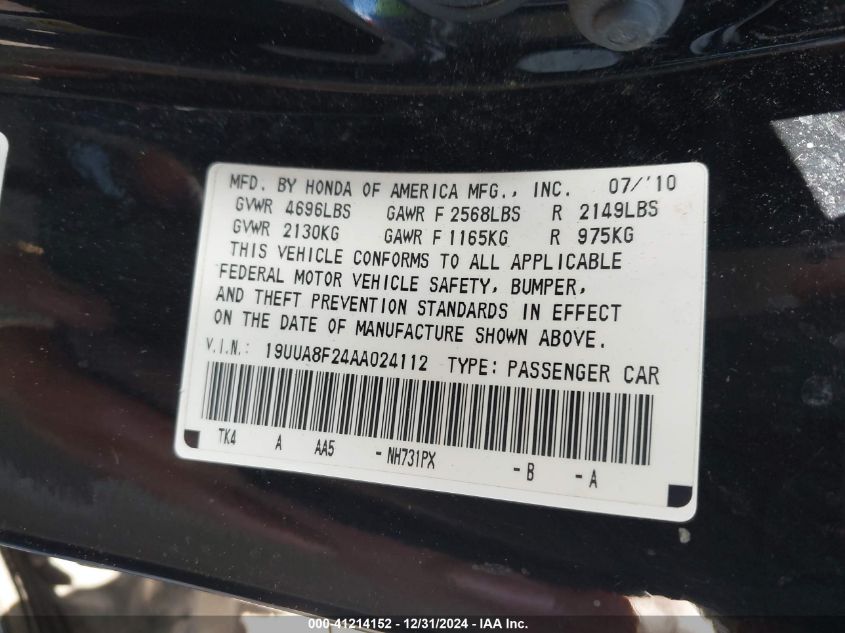 MFD. BY HONDA OF AMERICA MFG., INC. 07/'10
GVWR 4696LBS GAWR F 2568LBS R 2149LBS
GVWR 2130KG GAWR F 1165KG R 975KG
THIS VEHICLE CONFORMS TO ALL APPLICABLE
FEDERAL MOTOR VEHICLE SAFETY, BUMPER,
AND THEFT PREVENTION STANDARDS IN EFFECT
ON THE DATE OF MANUFACTURE SHOWN ABOVE.
V.I.N.: 19UUA8F24AA024112 TYPE: PASSENGER CAR
TK4 A AA5 - NH731PX - B - A
000-41214152 - 12/31/2024 - IAA Inc.